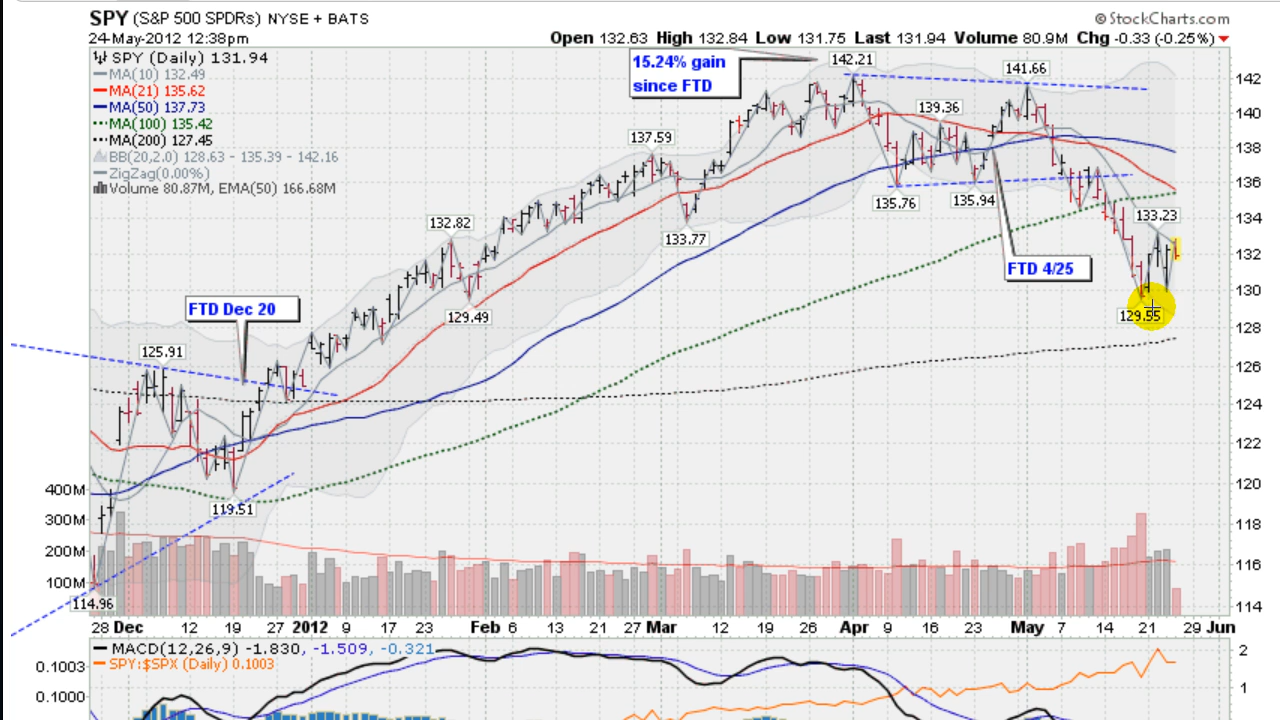 SPY (S&P 500 SPDRs) NYSE + BATS
© StockCharts.com
24-May-2012 12:38pm
Open 132.63 High 132.84 Low 131.75 Last 131.94 Volume 80.9M Chg -0.33 (-0.25%)
SPY (Daily) 131.94
MA(10) 132.49
MA(21) 135.62
MA(50) 137.73
MA(100) 135.42
MA(200) 127.45
BB(20,2.0) 128.63 - 135.39 - 142.16
ZigZag(0.00%)
Volume 80.87M, EMA(50) 166.68M
15.24% gain
since FTD
142.21
141.66
139.36
137.59
135.76
135.94
133.77
133.23
132.82
FTD 4/25
FTD Dec 20
129.49
129.55
125.91
119.51
114.96
142
140
138
136
134
132
130
128
126
124
122
120
118
116
114
400M
300M
200M
100M
28 Dec 12 19 27 2012 9 17 23 Feb 6 13 21 27 Mar 12 19 26 Apr 9 16 23 May 7 14 21 29 Jun
MACD(12,26,9) -1.830, -1.509, -0.321
SPY:$SPX (Daily) 0.1003
0.1003
0.1000
2
1